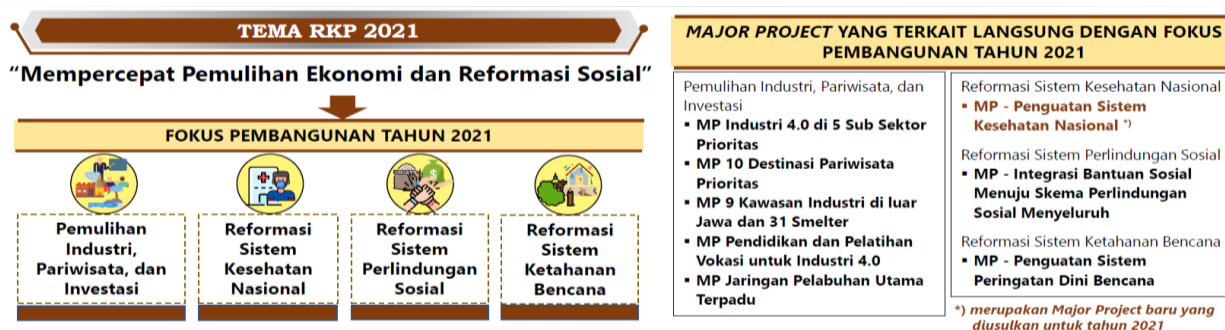 TEMA RKP 2021
“Mempercepat Pemulihan Ekonomi dan Reformasi Sosial”
FOKUS PEMBANGUNAN TAHUN 2021
Pemulihan
Industri,
Pariwisata, dan
Investasi
Reformasi
Sistem
Kesehatan
Nasional
Reformasi
Sistem
Perlindungan
Sosial
Reformasi
Sistem
Ketahanan
Bencana
MAJOR PROJECT YANG TERKAIT LANGSUNG DENGAN FOKUS
PEMBANGUNAN TAHUN 2021
Pemulihan Industri, Pariwisata, dan
Investasi
▪ MP Industri 4.0 di 5 Sub Sektor
Prioritas
▪ MP 10 Destinasi Pariwisata
Prioritas
▪ MP 9 Kawasan Industri di luar
Jawa dan 31 Smelter
▪ MP Pendidikan dan Pelatihan
Vokasi untuk Industri 4.0
▪ MP Jaringan Pelabuhan Utama
Terpadu
Reformasi Sistem Kesehatan Nasional
▪ MP - Penguatan Sistem
Kesehatan Nasional *)
Reformasi Sistem Perlindungan Sosial
▪ MP - Integrasi Bantuan Sosial
Menuju Skema Perlindungan
Sosial Menyeluruh
Reformasi Sistem Ketahanan Bencana
▪ MP - Penguatan Sistem
Peringatan Dini Bencana
*) merupakan Major Project baru yang
diusulkan untuk tahun 2021